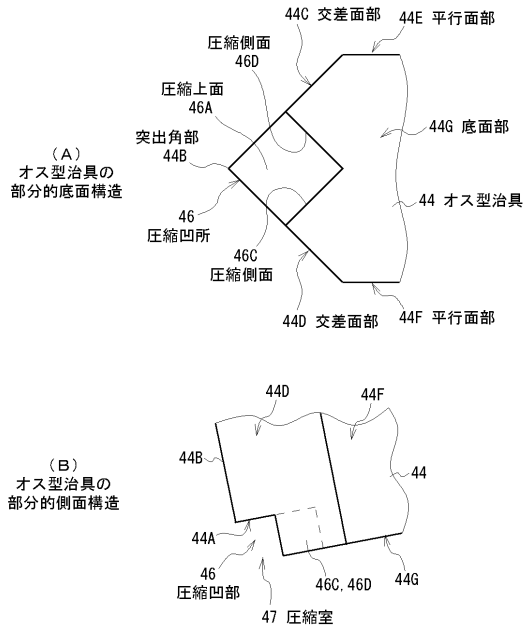 44C 交差面部
44E 平行面部
圧縮側面
46D
圧縮上面
46A
突出角部
44B
44G 底面部
(A)
オス型治具の
部分的底面構造
44 オス型治具
46
圧縮凹所
46C
圧縮側面
44D 交差面部
44F 平行面部
44D
44F
44B
(B)
オス型治具の
部分的側面構造
44
44A
46
圧縮凹部
46C,46D
44G
47 圧縮室